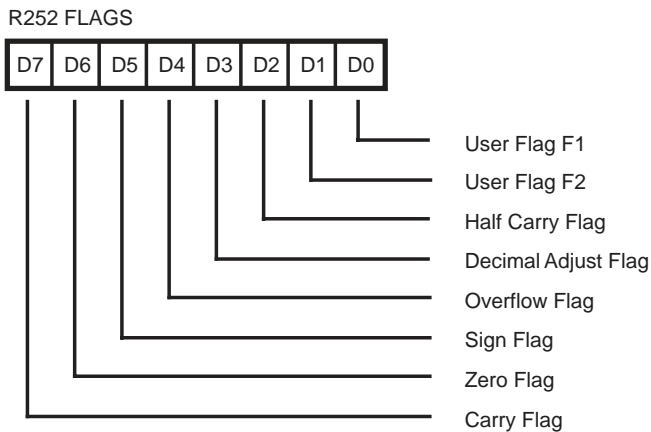 R252 FLAGS
D7 D6 D5 D4 D3 D2 D1 D0
User Flag F1
User Flag F2
Half Carry Flag
Decimal Adjust Flag
Overflow Flag
Sign Flag
Zero Flag
Carry Flag